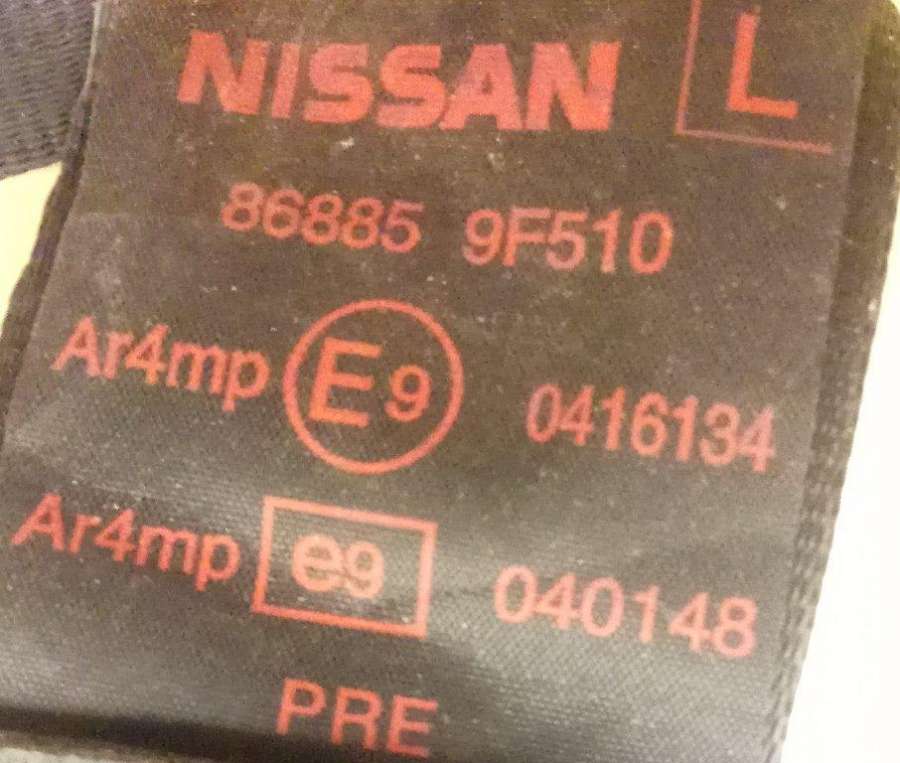 NISSAN L
86885 9F510
Ar4mp E9 0416134
Ar4mp e9 040148
PRE